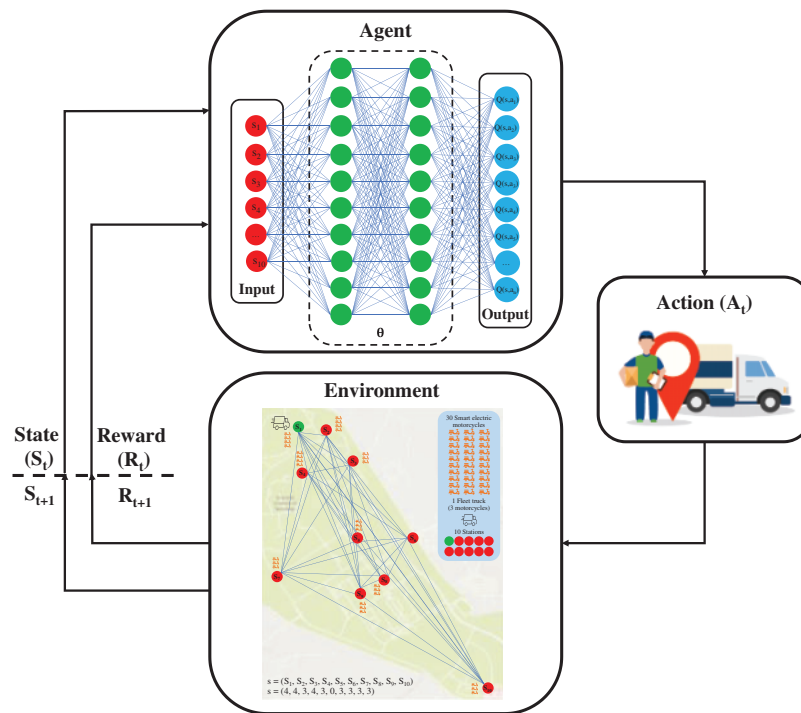 Agent
S1
S2
S3
S4
...
S10
Input
θ
Q(s,a1)
Q(s,a2)
Q(s,a3)
Q(s,a3)
Q(s,a4)
Q(s,a5)
...
Output
Action (At)
State
(St)
Reward
(Rt)
St+1
Rt+1
Environment
30 Smart electric
motorcycles
1 Fleet truck
(3 motorcycles)
10 Stations
s = (S1, S2, S3, S4, S5, S6, S7, S8, S9, S10)
s = (4, 4, 3, 4, 3, 0, 3, 3, 3, 3)